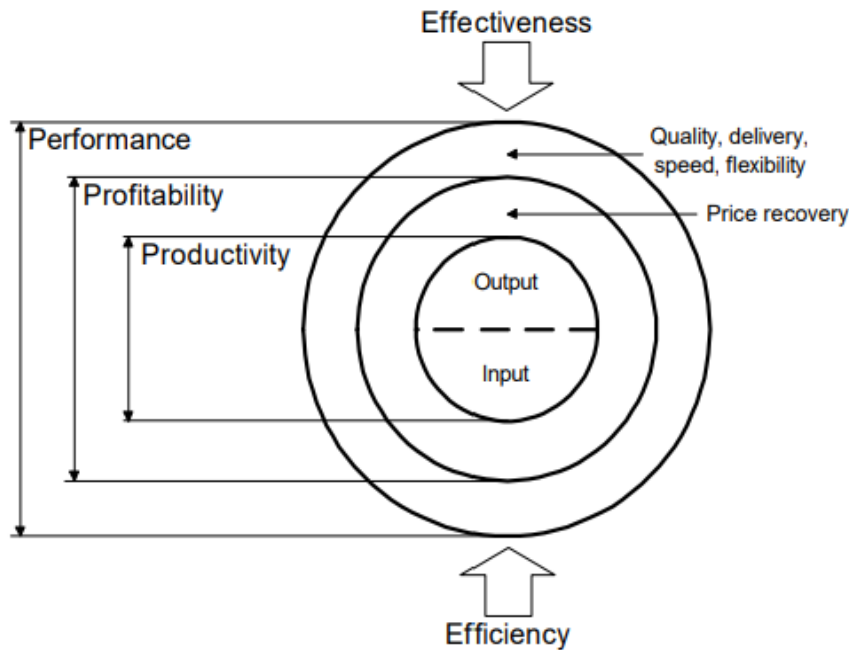 Effectiveness
Performance
Quality, delivery,
speed, flexibility
Profitability
Price recovery
Productivity
Output
Input
Efficiency